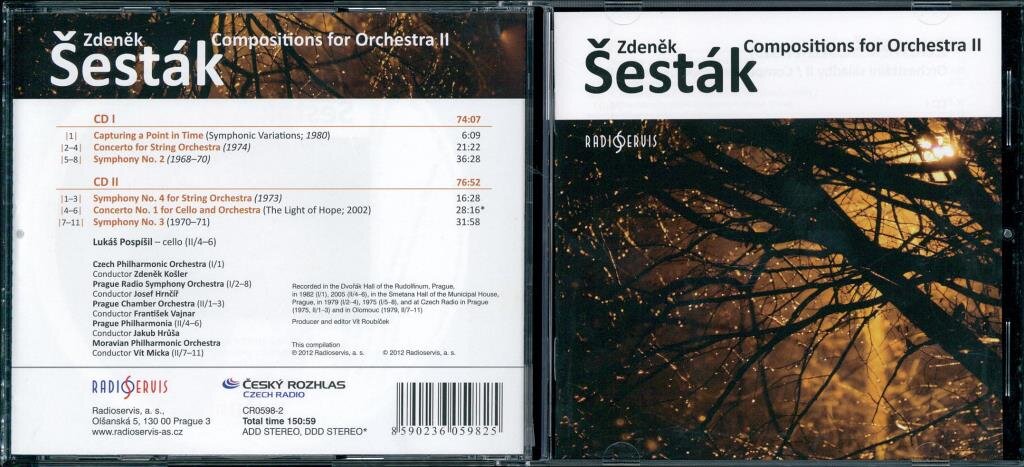 Zdeněk
Compositions for Orchestra II
Šesták
CD I 74:07
|1| Capturing a Point in Time (Symphonic Variations; 1980) 6:09
|2–4| Concerto for String Orchestra (1974) 21:22
|5–8| Symphony No. 2 (1968–70) 36:28
CD II 76:52
|1–3| Symphony No. 4 for String Orchestra (1973) 16:28
|4–6| Concerto No. 1 for Cello and Orchestra (The Light of Hope; 2002) 28:16*
|7–11| Symphony No. 3 (1970–71) 31:58
Lukáš Pospíšil – cello (II/4–6)
Czech Philharmonic Orchestra (I/1)
Conductor Zdeněk Košler
Prague Radio Symphony Orchestra (I/2–8)
Conductor Josef Hrnčíř
Prague Chamber Orchestra (II/1–3)
Conductor František Vajnar
Prague Philharmonia (II/4–6)
Conductor Jakub Hrůša
Moravian Philharmonic Orchestra
Conductor Vít Micka (II/7–11)
Recorded in the Dvořák Hall of the Rudolfinum, Prague,
in 1982 (I/1), 2005 (II/4–6), in the Smetana Hall of the Municipal House,
Prague, in 1979 (I/2–4), 1975 (I/5–8), and at Czech Radio in Prague
(1975, II/1–3) and in Olomouc (1979, II/7–11)
Producer and editor Vít Roubíček
This compilation
℗ 2012 Radioservis, a. s. © 2012 Radioservis, a. s.
RADIOSERVIS
ČESKÝ ROZHLAS
CZECH RADIO
Radioservis, a. s.,
Olšanská 5, 130 00 Prague 3
www.radioservis-as.cz
CR0598-2
Total time 150:59
ADD STEREO, DDD STEREO*
8 590236 059825
Zdeněk
Compositions for Orchestra II
Šesták
RADIOSERVIS